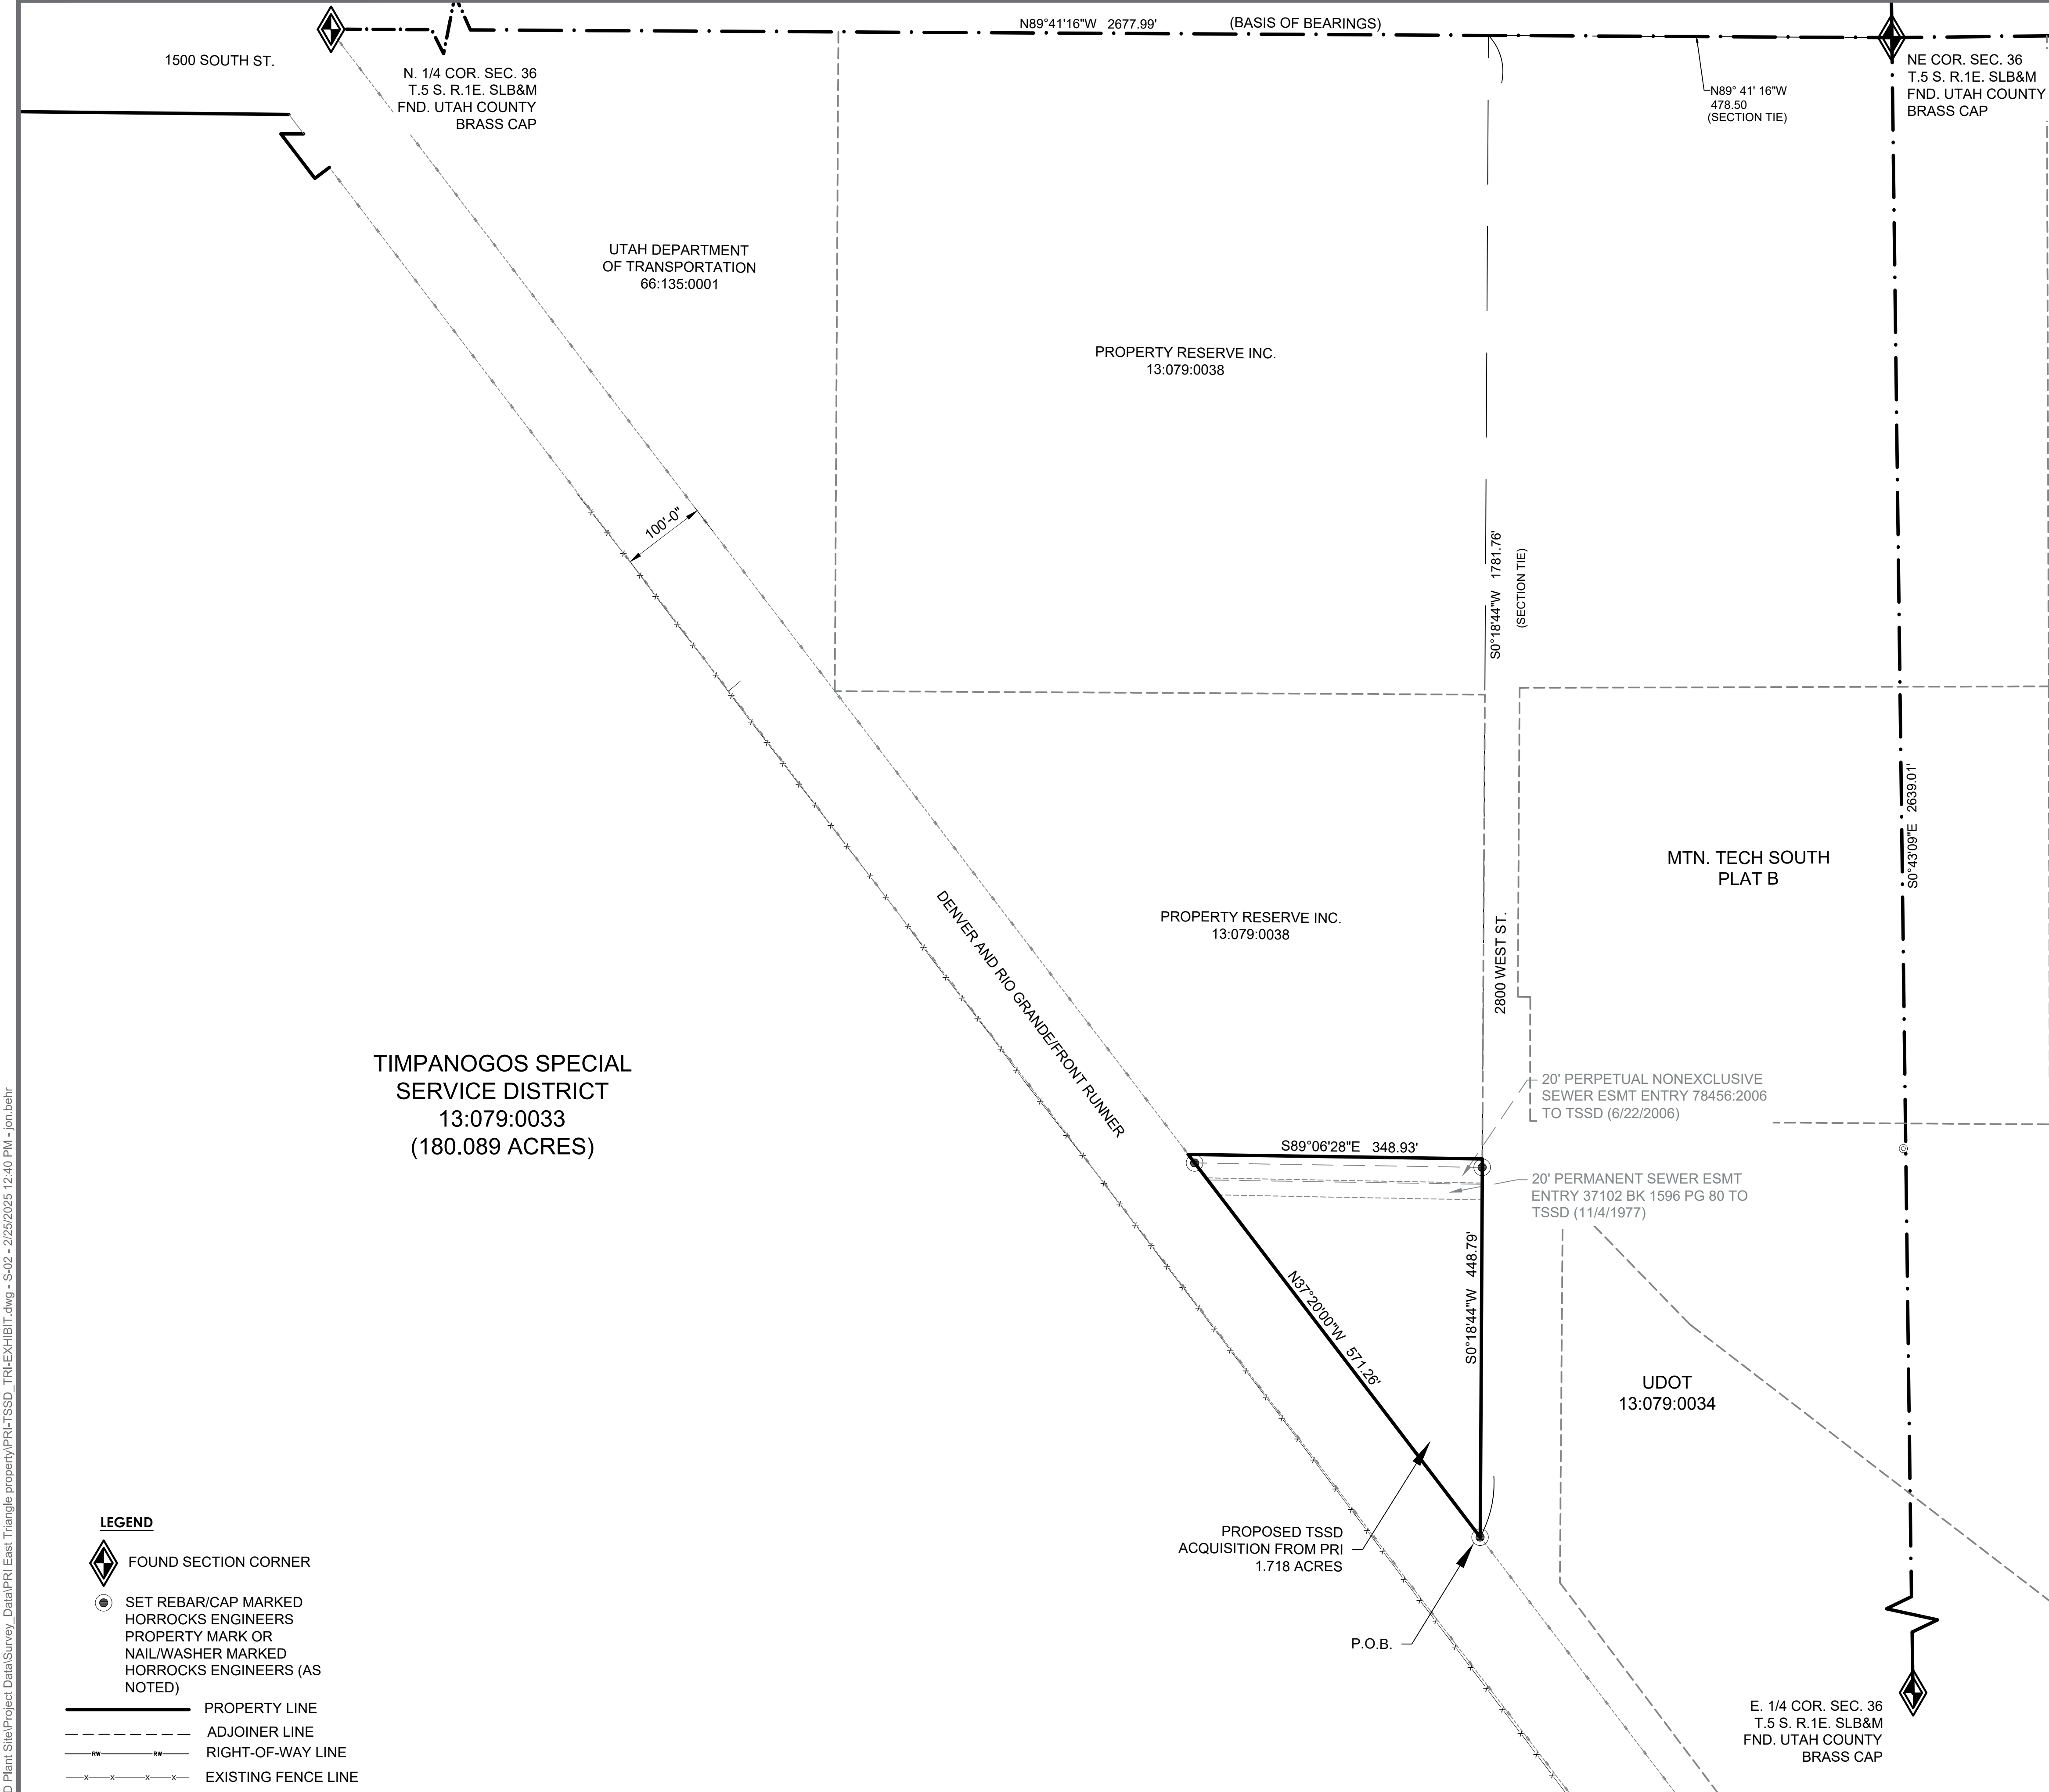 N89°41'16"W 2677.99' (BASIS OF BEARINGS)
1500 SOUTH ST.
N. 1/4 COR. SEC. 36
T.5 S. R.1E. SLB&M
FND. UTAH COUNTY
BRASS CAP
NE COR. SEC. 36
T.5 S. R.1E. SLB&M
FND. UTAH COUNTY
BRASS CAP
N89° 41' 16"W
478.50
(SECTION TIE)
UTAH DEPARTMENT
OF TRANSPORTATION
66:135:0001
PROPERTY RESERVE INC.
13:079:0038
100'-0"
S0°18'44"W 1781.76'
(SECTION TIE)
S0°43'09"E 2639.01'
MTN. TECH SOUTH
PLAT B
PROPERTY RESERVE INC.
13:079:0038
2800 WEST ST.
DENVER AND RIO GRANDE/FRONT RUNNER
TIMPANOGOS SPECIAL
SERVICE DISTRICT
13:079:0033
(180.089 ACRES)
20' PERPETUAL NONEXCLUSIVE
SEWER ESMT ENTRY 78456:2006
TO TSSD (6/22/2006)
S89°06'28"E 348.93'
20' PERMANENT SEWER ESMT
ENTRY 37102 BK 1596 PG 80 TO
TSSD (11/4/1977)
S0°18'44"W 448.79'
N37°20'00"W 571.26'
UDOT
13:079:0034
PROPOSED TSSD
ACQUISITION FROM PRI
1.718 ACRES
P.O.B.
E. 1/4 COR. SEC. 36
T.5 S. R.1E. SLB&M
FND. UTAH COUNTY
BRASS CAP
LEGEND
FOUND SECTION CORNER
SET REBAR/CAP MARKED
HORROCKS ENGINEERS
PROPERTY MARK OR
NAIL/WASHER MARKED
HORROCKS ENGINEERS (AS
NOTED)
PROPERTY LINE
ADJOINER LINE
RW RW RIGHT-OF-WAY LINE
X X X X EXISTING FENCE LINE
D Plant Site\Project Data\Survey_Data\PRI East Triangle property\PRI-TSSD_TRI-EXHIBIT.dwg - S-02 - 2/25/2025 12:40 PM - jon.behr